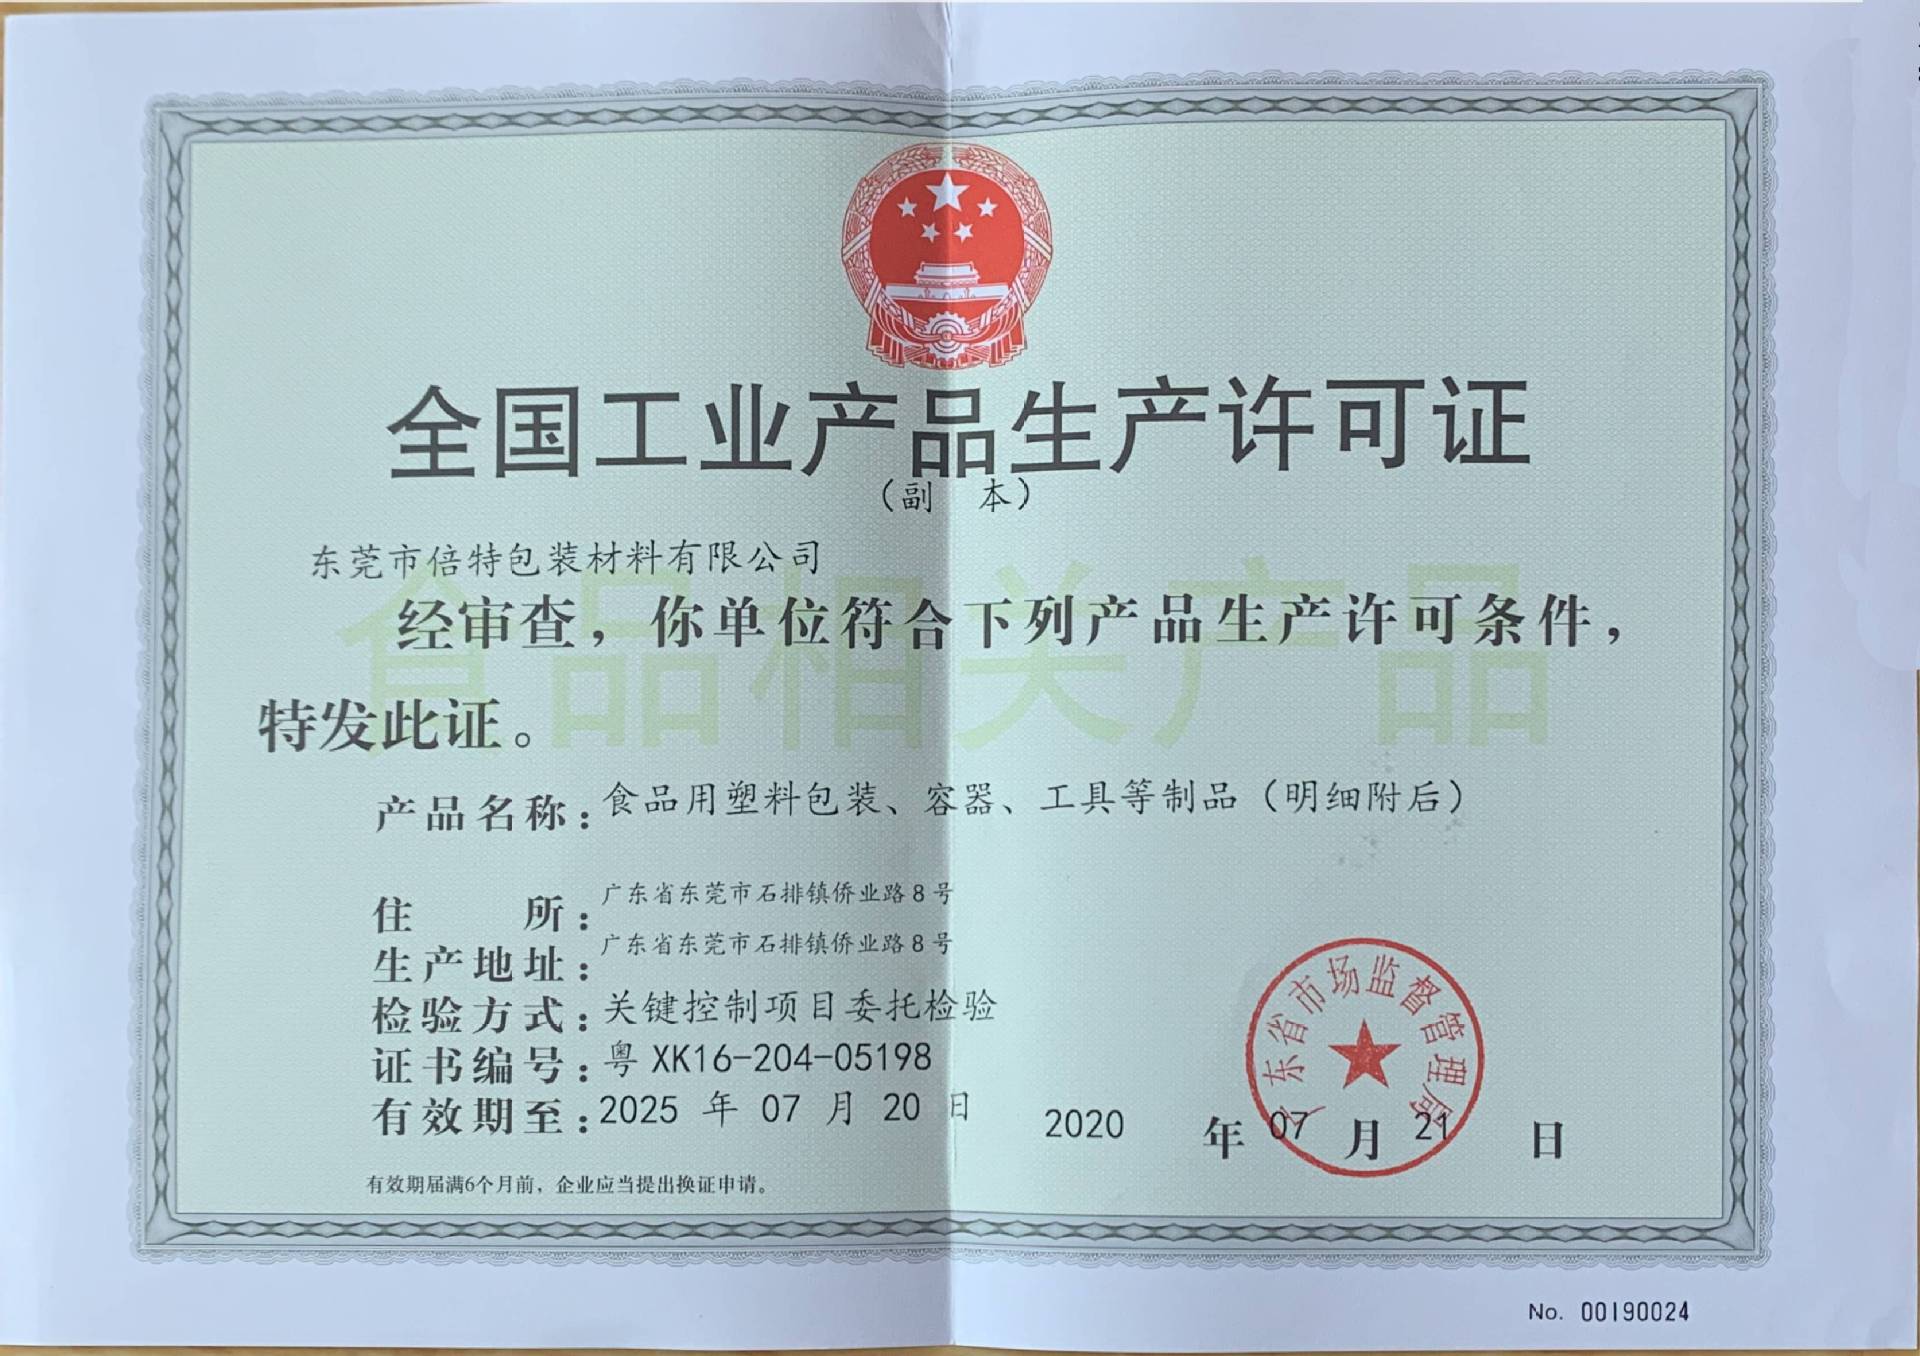 全国工业产品生产许可证
（副 本）
东莞市倍特包装材料有限公司
食品相关产品
经审查，你单位符合下列产品生产许可条件，
特发此证。
产品名称：食品用塑料包装、容器、工具等制品（明细附后）
住 所：广东省东莞市石排镇侨业路8号
生产地址：广东省东莞市石排镇侨业路8号
检验方式：关键控制项目委托检验
证书编号：粤 XK16-204-05198
有效期至：2025 年 07 月 20 日
广东省市场监督管理局
2020 年 07 月 21 日
有效期届满6个月前，企业应当提出换证申请。
No. 00190024